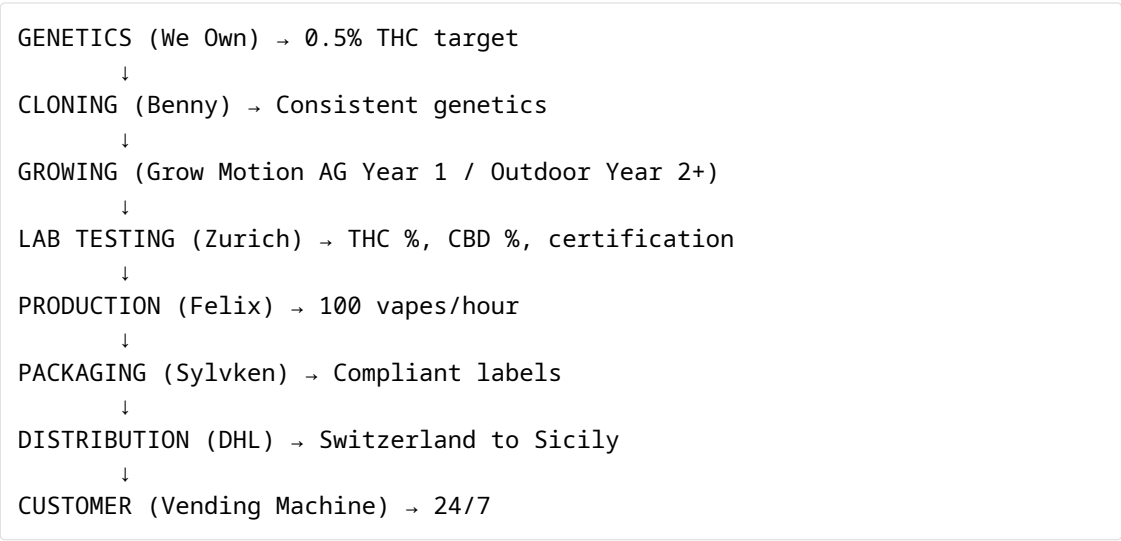 GENETICS (We Own) → 0.5% THC target
↓
CLONING (Benny) → Consistent genetics
↓
GROWING (Grow Motion AG Year 1 / Outdoor Year 2+)
↓
LAB TESTING (Zurich) → THC %, CBD %, certification
↓
PRODUCTION (Felix) → 100 vapes/hour
↓
PACKAGING (Sylvken) → Compliant labels
↓
DISTRIBUTION (DHL) → Switzerland to Sicily
↓
CUSTOMER (Vending Machine) → 24/7